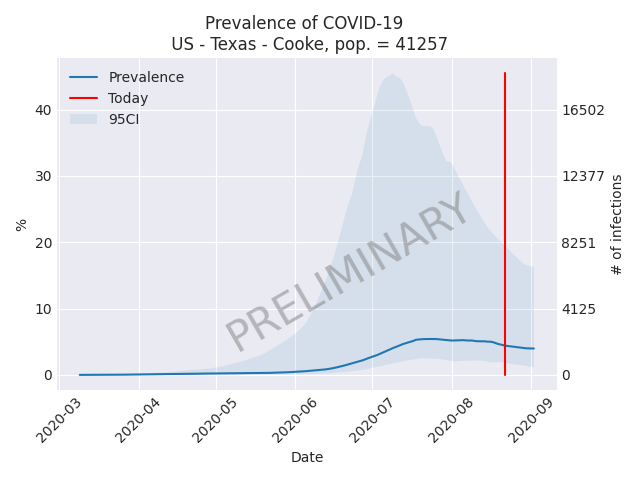 Prevalence of COVID-19
US - Texas - Cooke, pop. = 41257
Prevalence
Today
95CI
PRELIMINARY
%
40
30
20
10
0
16502
12377
8251
4125
0
# of infections
2020-03
2020-04
2020-05
2020-06
2020-07
2020-08
2020-09
Date